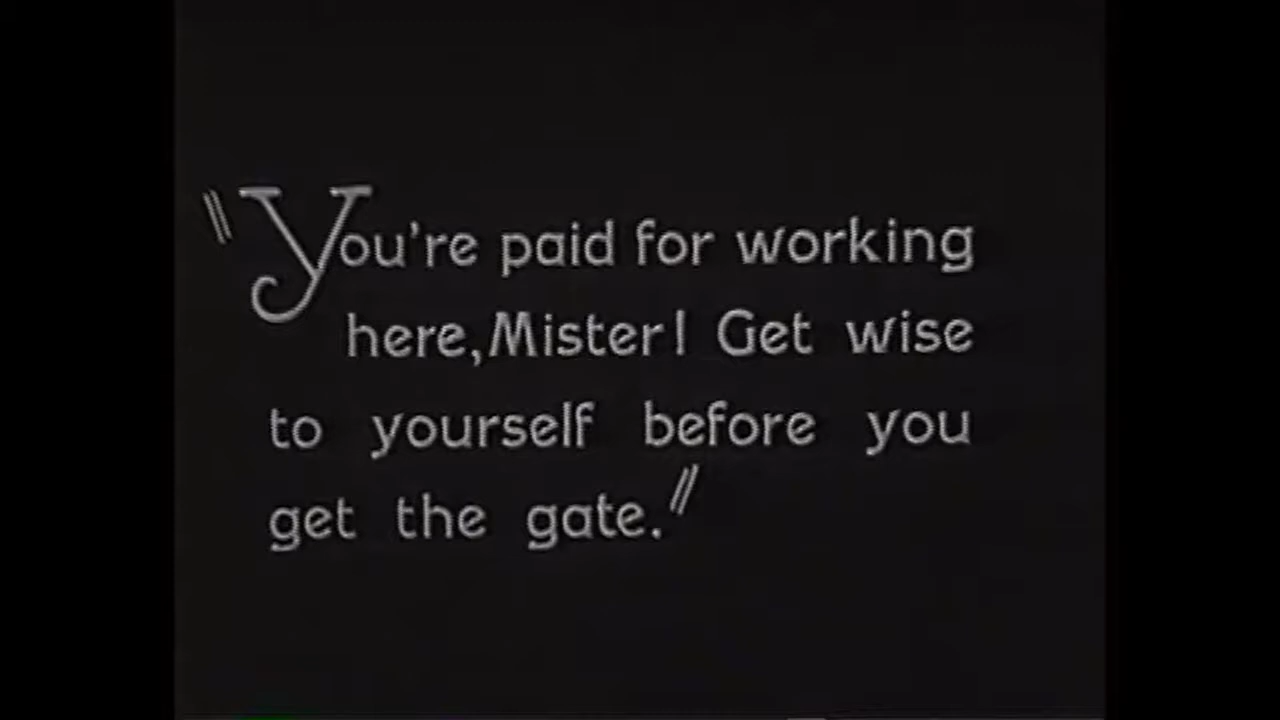 "You're paid for working
here, Mister! Get wise
to yourself before you
get the gate."